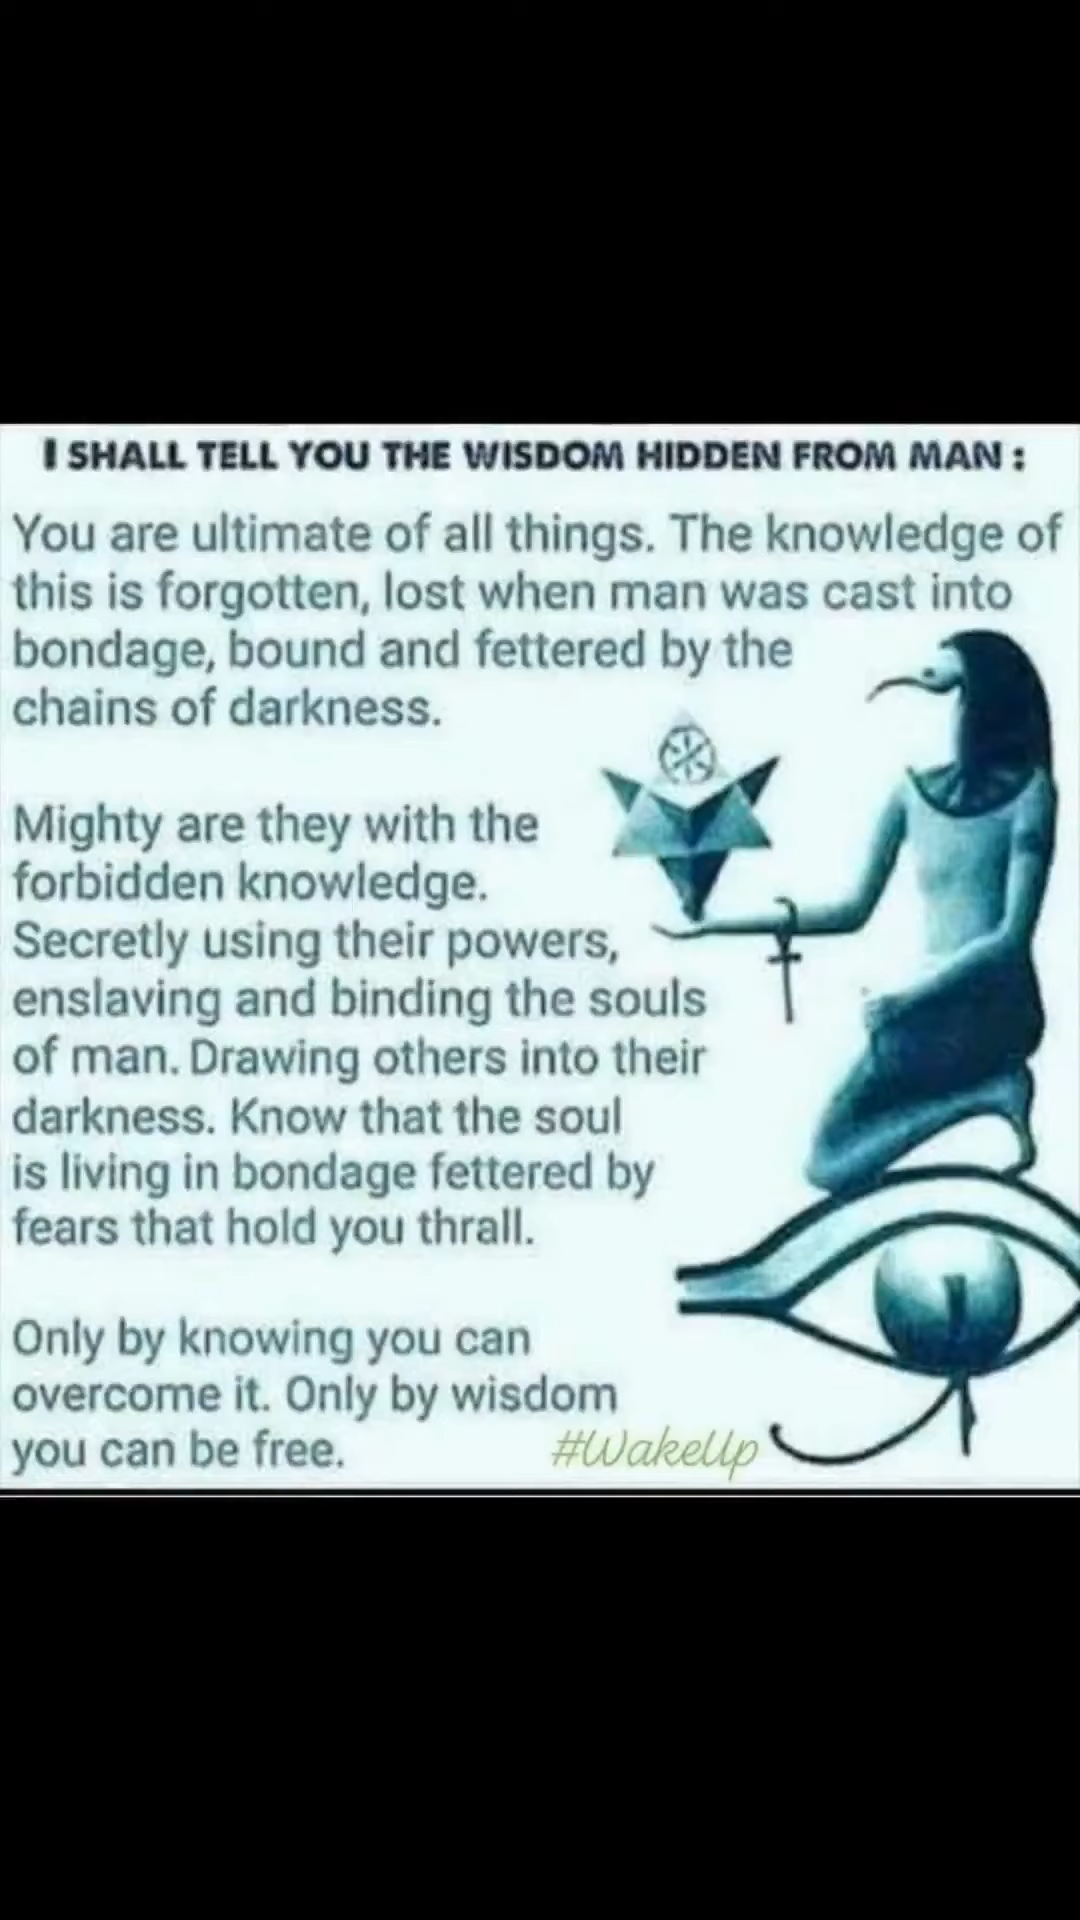 I SHALL TELL YOU THE WISDOM HIDDEN FROM MAN :
You are ultimate of all things. The knowledge of
this is forgotten, lost when man was cast into
bondage, bound and fettered by the
chains of darkness.
Mighty are they with the
forbidden knowledge.
Secretly using their powers,
enslaving and binding the souls
of man. Drawing others into their
darkness. Know that the soul
is living in bondage fettered by
fears that hold you thrall.
Only by knowing you can
overcome it. Only by wisdom
you can be free.
#WakeUp